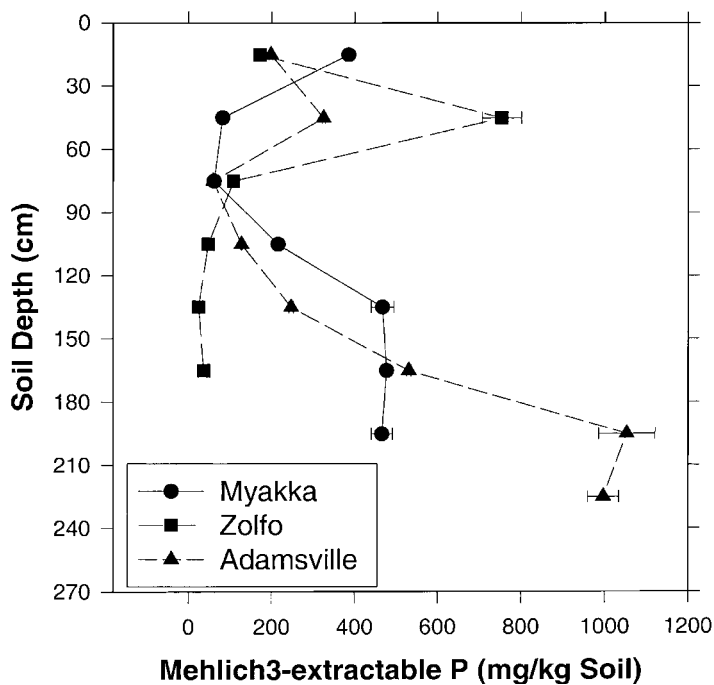 0
30
60
90
120
150
180
210
240
270
Soil Depth (cm)
Myakka
Zolfo
Adamsville
0 200 400 600 800 1000 1200
Mehlich3-extractable P (mg/kg Soil)